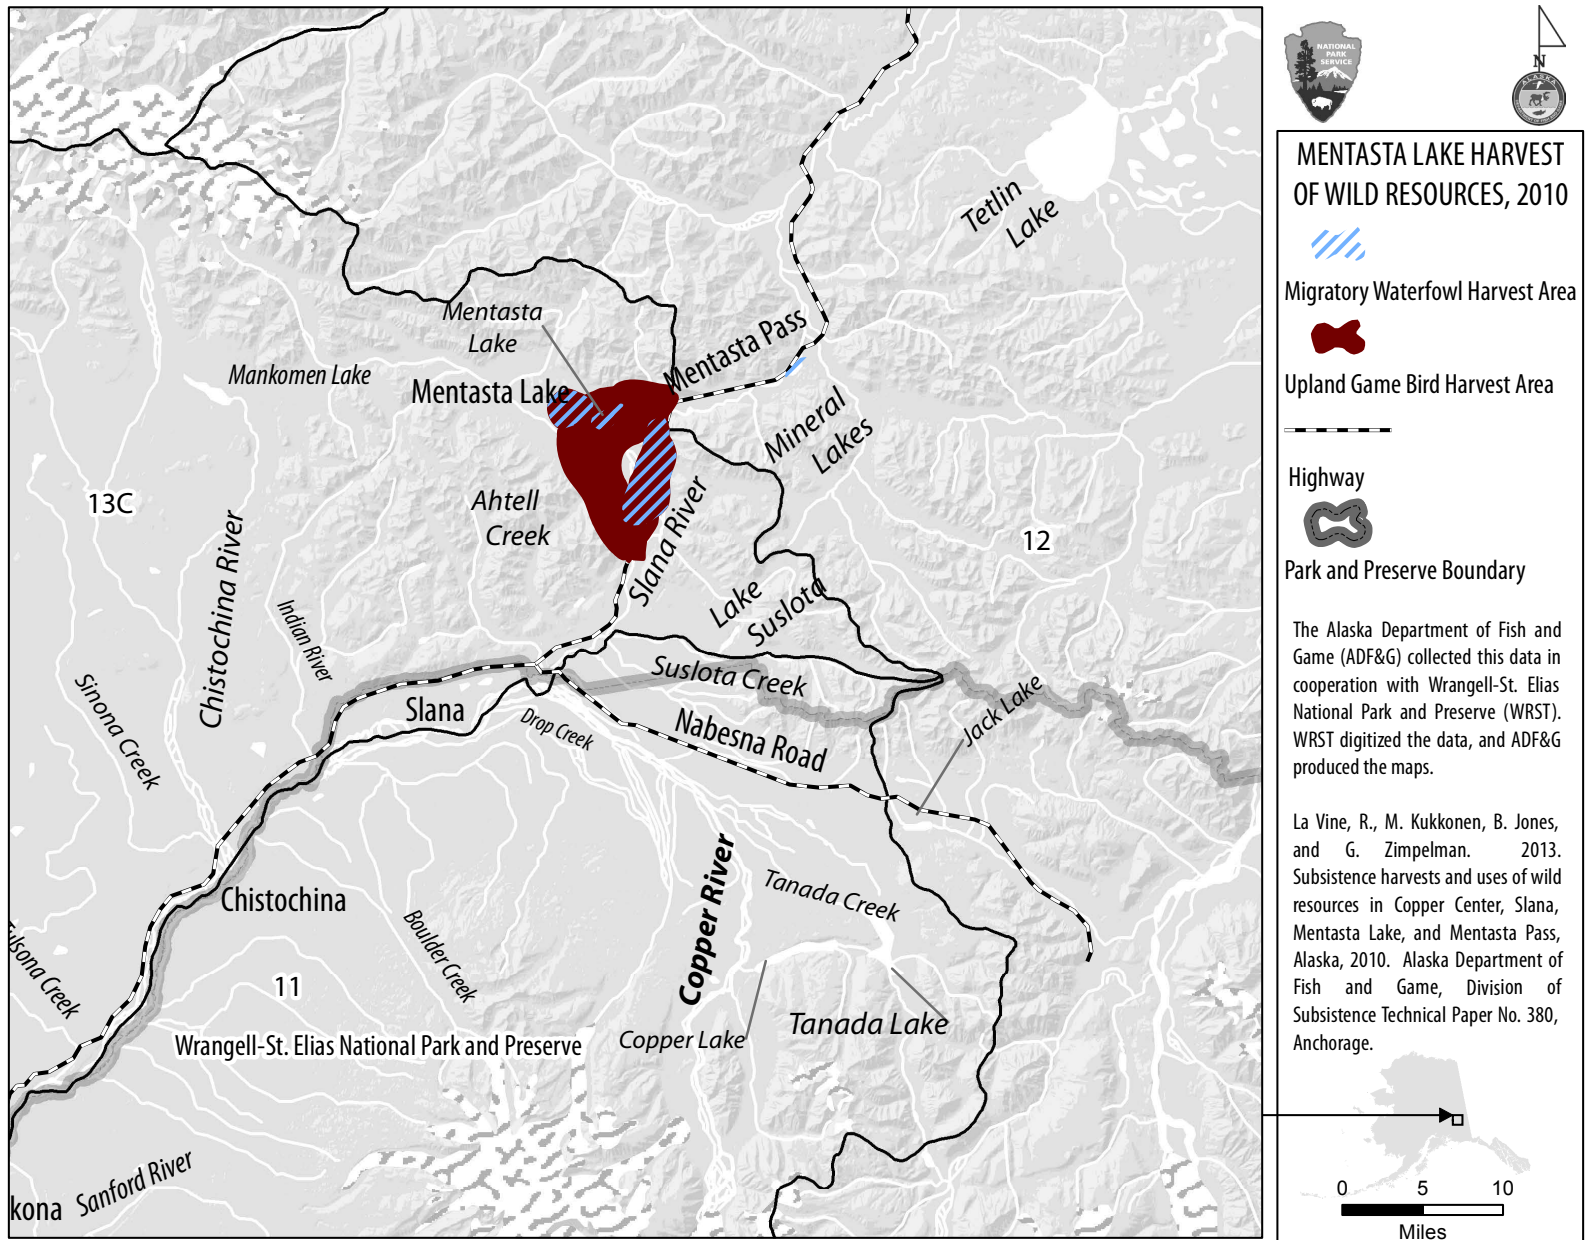 NATIONAL
PARK
SERVICE
N
ALASKA
MENTASTA LAKE HARVEST
OF WILD RESOURCES, 2010
Migratory Waterfowl Harvest Area
Upland Game Bird Harvest Area
Highway
Park and Preserve Boundary
The Alaska Department of Fish and
Game (ADF&G) collected this data in
cooperation with Wrangell-St. Elias
National Park and Preserve (WRST).
WRST digitized the data, and ADF&G
produced the maps.
La Vine, R., M. Kukkonen, B. Jones,
and G. Zimpelman. 2013.
Subsistence harvests and uses of wild
resources in Copper Center, Slana,
Mentasta Lake, and Mentasta Pass,
Alaska, 2010. Alaska Department of
Fish and Game, Division of
Subsistence Technical Paper No. 380,
Anchorage.
0 5 10
Miles
Tetlin
Lake
Mentasta
Lake
Mentasta Pass
Mankomen Lake
Mentasta Lake
Mineral
Lakes
13C
Ahtell
Creek
12
Chistochina River
Indian River
Slana River
Lake
Suslota
Sinona Creek
Suslota Creek
Slana
Drop Creek
Nabesna Road
Jack Lake
Chistochina
Boulder Creek
Copper River
Tanada Creek
Tulsona Creek
11
Wrangell-St. Elias National Park and Preserve
Copper Lake
Tanada Lake
kona
Sanford River